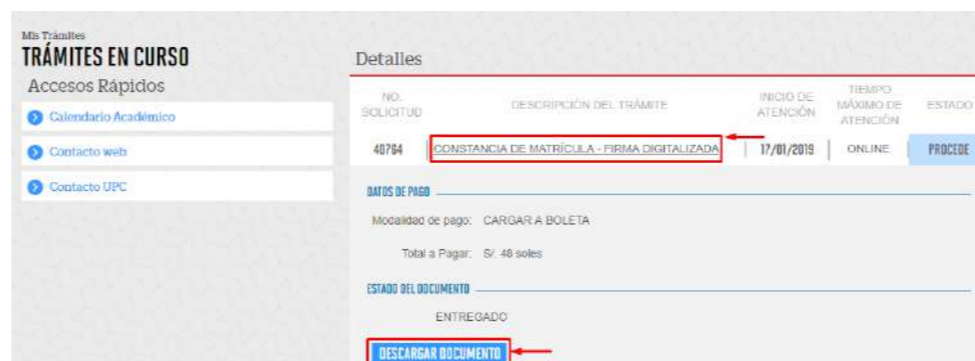 Mis Trámites
TRÁMITES EN CURSO
Accesos Rápidos
Calendario Académico
Contacto web
Contacto UPC
Detalles
NO. SOLICITUD
DESCRIPCIÓN DEL TRÁMITE
INICIO DE ATENCIÓN
TIEMPO MÁXIMO DE ATENCIÓN
ESTADO
40764 CONSTANCIA DE MATRÍCULA - FIRMA DIGITALIZADA 17/01/2019 ONLINE PROCEDE
DATOS DE PAGO
Modalidad de pago: CARGAR A BOLETA
Total a Pagar: S/. 48 soles
ESTADO DEL DOCUMENTO
ENTREGADO
DESCARGAR DOCUMENTO